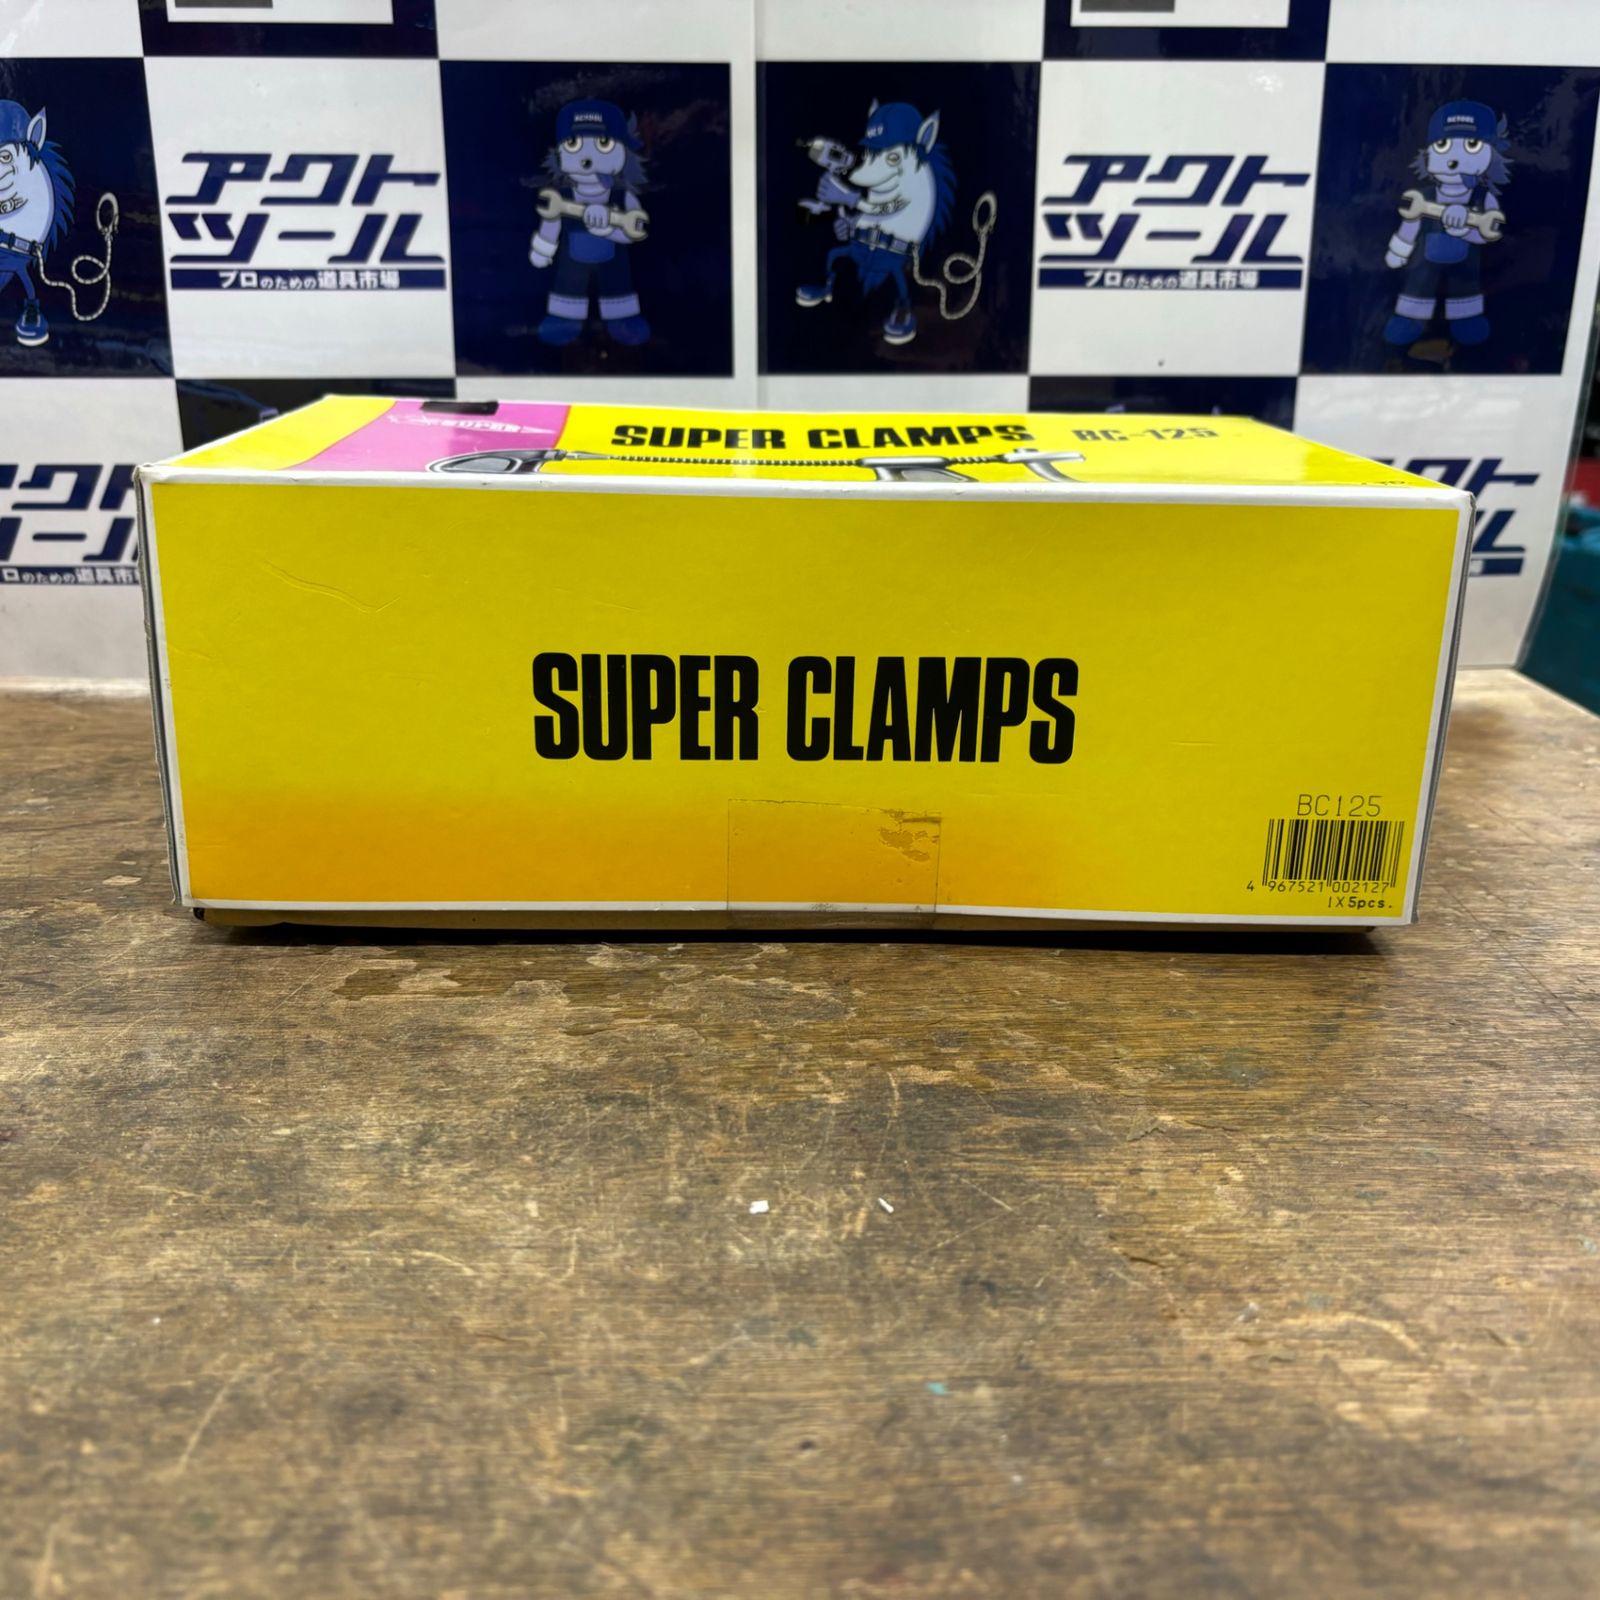 アクト
ツール
プロのための道具市場
アクト
ツール
プロのための道具市場
SUPER
SUPER CLAMPS BC-125
SUPER CLAMPS
BC125
4 967521 002127
1X5pcs.